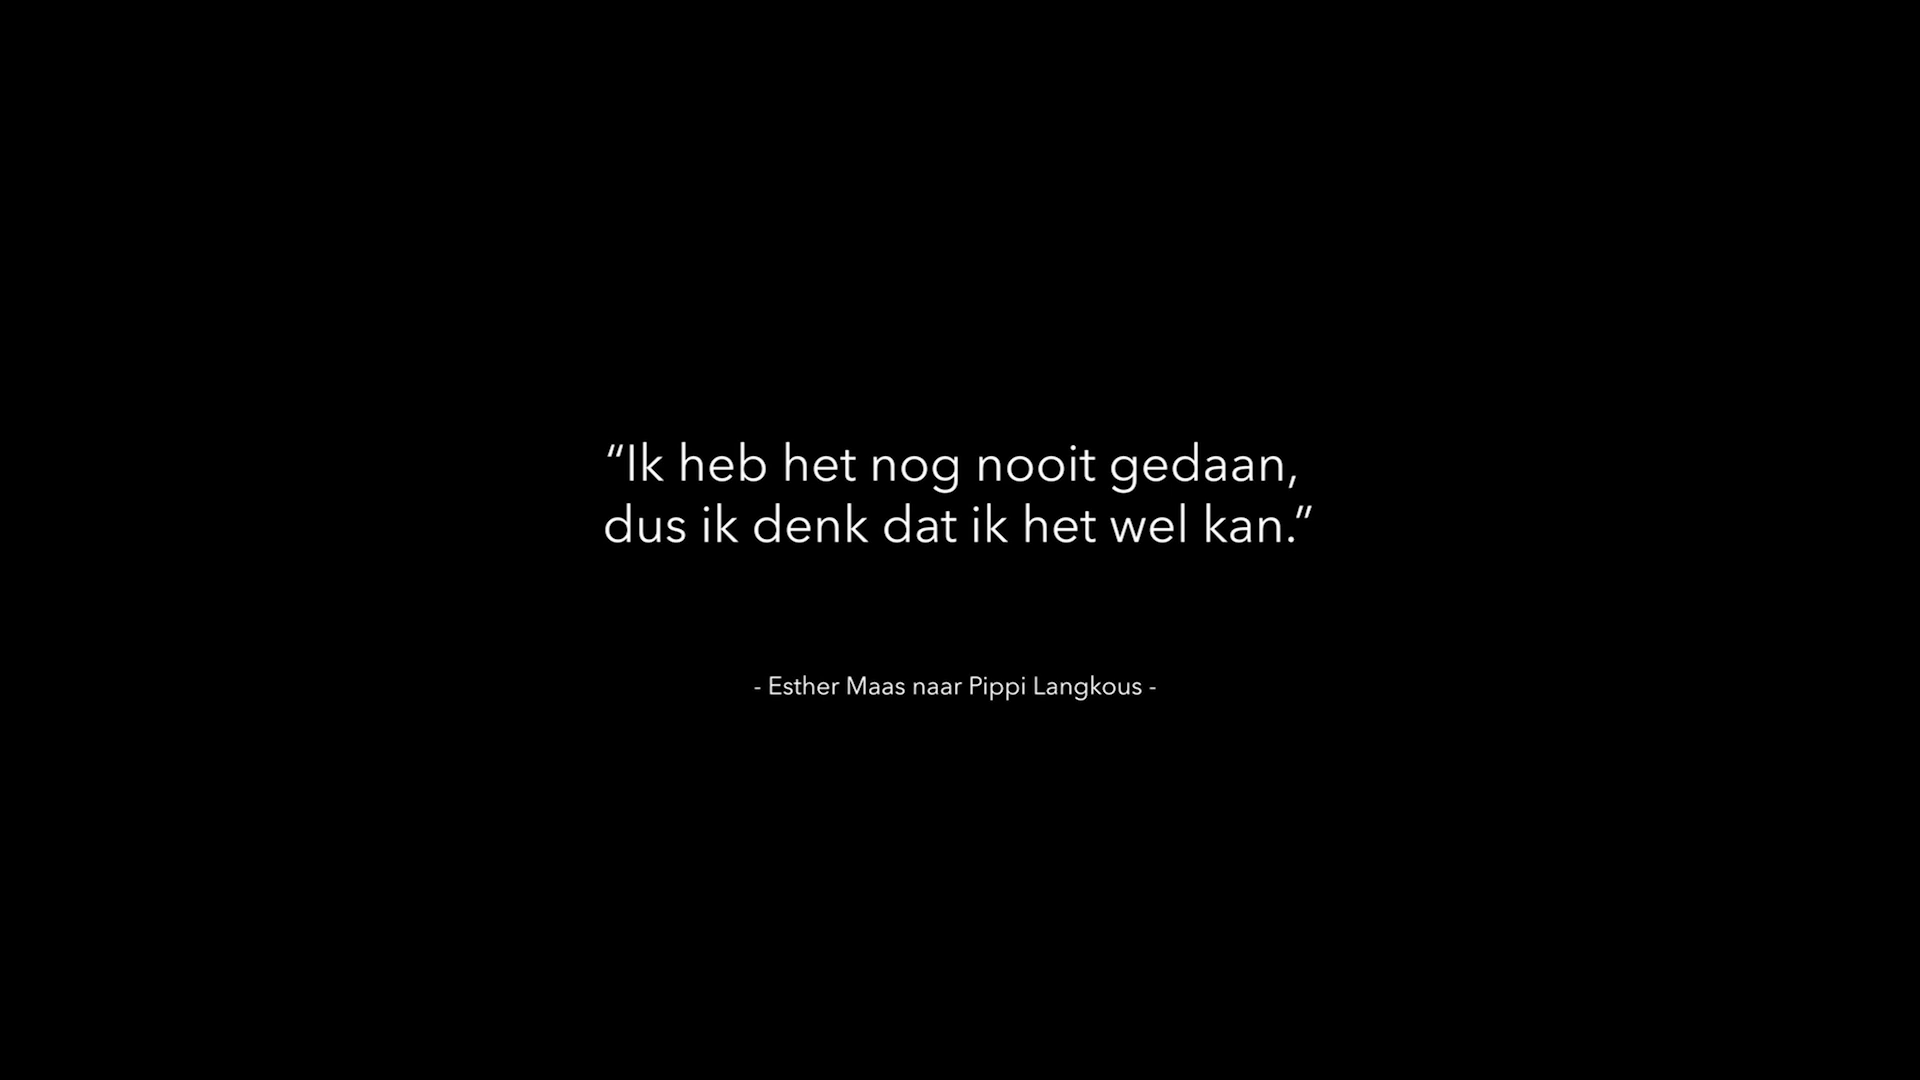 “Ik heb het nog nooit gedaan,
dus ik denk dat ik het wel kan.”
- Esther Maas naar Pippi Langkous -